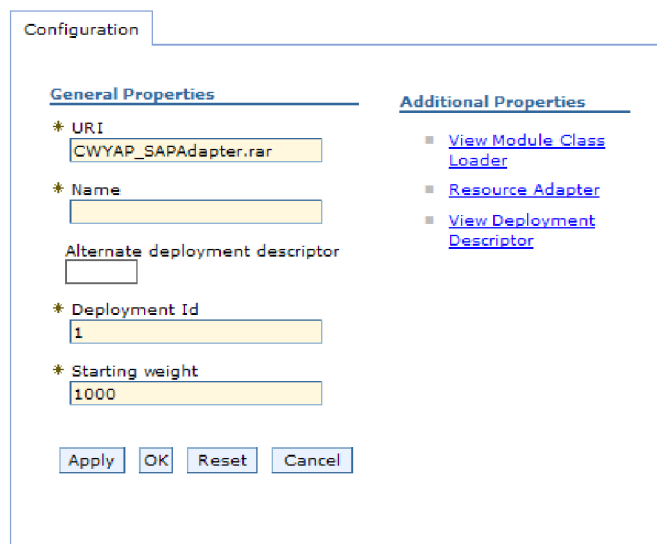 Configuration
General Properties
* URI
CWYAP_SAPAdapter.rar
* Name
Alternate deployment descriptor
* Deployment Id
1
* Starting weight
1000
Apply OK Reset Cancel
Additional Properties
View Module Class
Loader
Resource Adapter
View Deployment
Descriptor